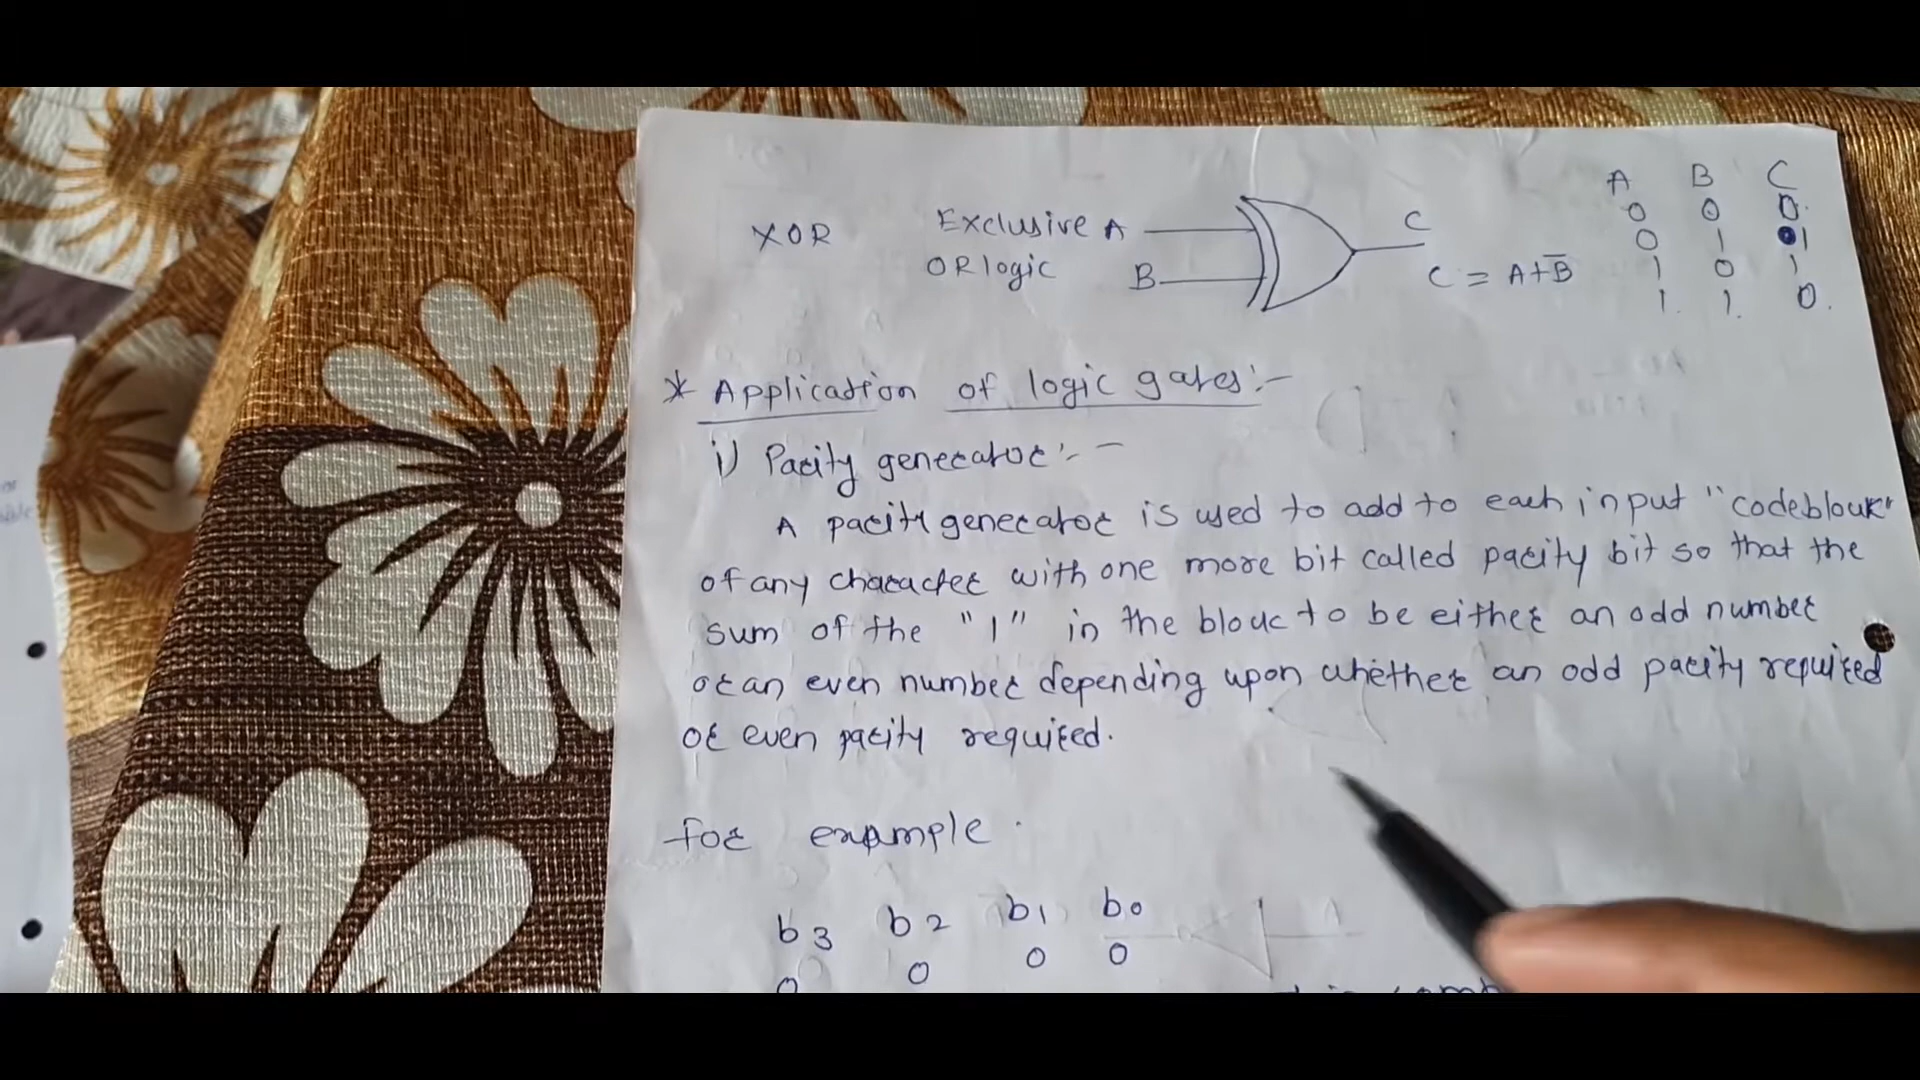 A B C
XOR Exclusive A C 0 0 0
OR logic B C = A+B̅ 0 1 1
1 0 1
1 1 0
* Application of logic gates:-
i) Parity generator:-
A parity generator is used to add to each input "codeblock"
of any character with one more bit called parity bit so that the
sum of the "1" in the block to be either an odd number
or an even number depending upon whether an odd parity required
or even parity required.
for example.
b3 b2 b1 b0
0 0 0 0